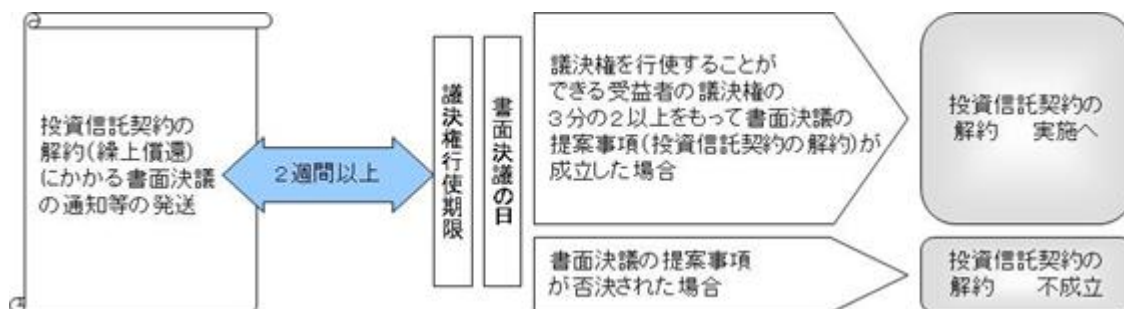 投資信託契約の
解約(繰上償還)
にかかる書面決議
の通知等の発送
2週間以上
議決権行使期限
書面決議の日
議決権を行使することが
できる受益者の議決権の
3分の2以上をもって書面決議の
提案事項(投資信託契約の解約)が
成立した場合
投資信託契約の
解約　実施へ
書面決議の提案事項
が否決された場合
投資信託契約の
解約　不成立